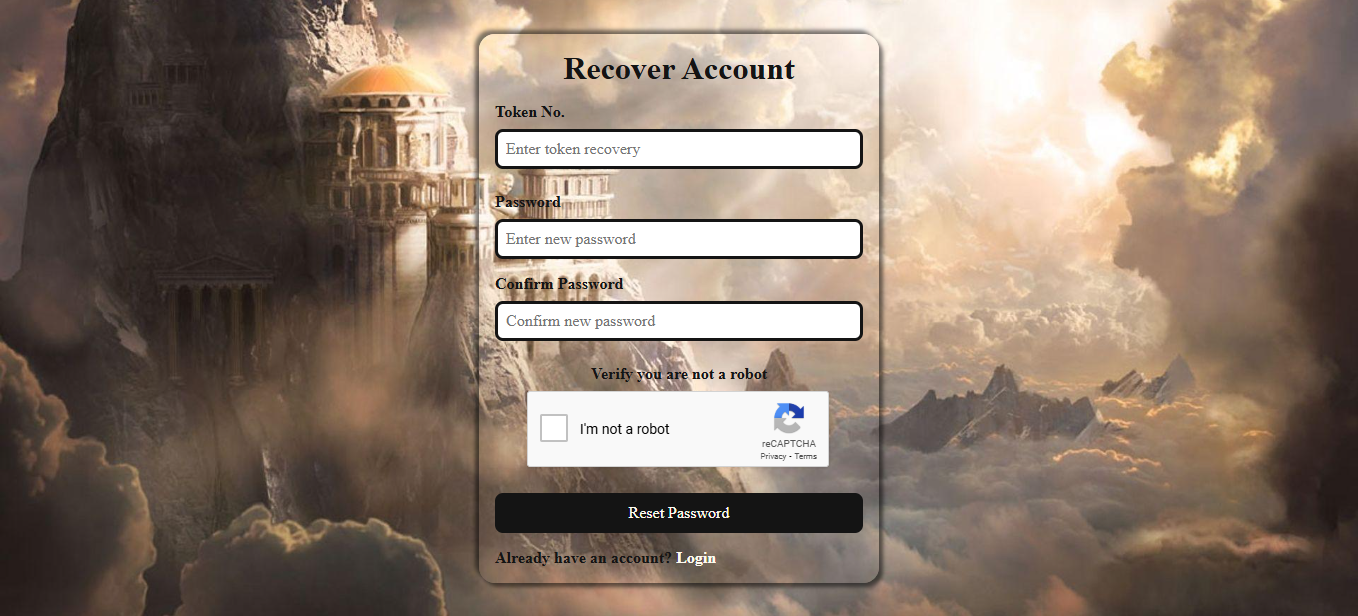 Recover Account
Token No.
Enter token recovery
Password
Enter new password
Confirm Password
Confirm new password
Verify you are not a robot
I'm not a robot
reCAPTCHA
Privacy - Terms
Reset Password
Already have an account? Login